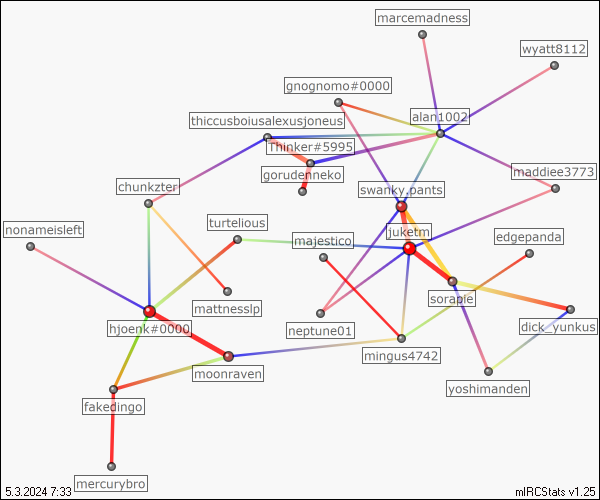 marcemadness
wyatt8112
gnognomo#0000
alan1002
thiccusboiusalexusjoneus
Thinker#5995
gorudenneko
maddiee3773
chunkzter
swanky.pants
turtelious
juketm
nonameisleft
majestico
edgepanda
mattnesslp
sorabie
hjoenk#0000
neptune01
dick_yunkus
mingus4742
moonraven
yoshimanden
fakedingo
mercurybro
5.3.2024 7:33
mIRCStats v1.25